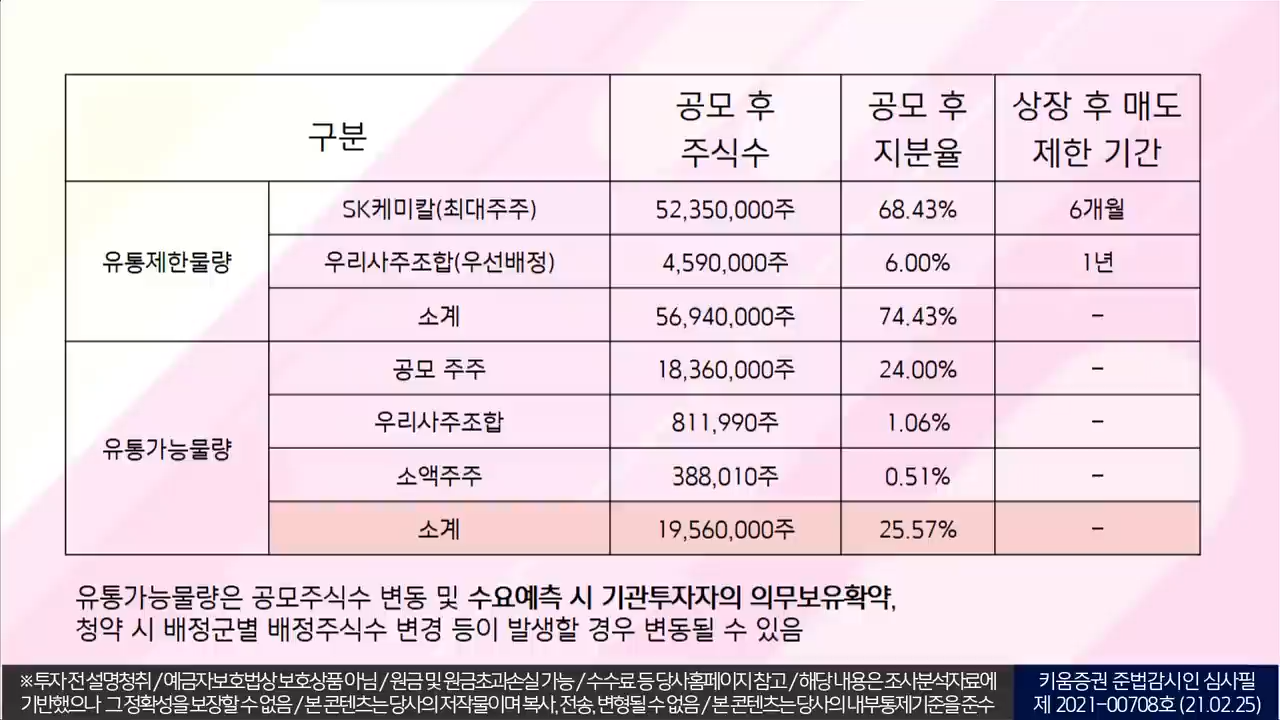 구분
공모 후 주식수
공모 후 지분율
상장 후 매도 제한 기간
유통제한물량
SK케미칼(최대주주) 52,350,000주 68.43% 6개월
우리사주조합(우선배정) 4,590,000주 6.00% 1년
소계 56,940,000주 74.43% –
유통가능물량
공모 주주 18,360,000주 24.00% –
우리사주조합 811,990주 1.06% –
소액주주 388,010주 0.51% –
소계 19,560,000주 25.57% –
유통가능물량은 공모주식수 변동 및 수요예측 시 기관투자자의 의무보유확약,
청약 시 배정군별 배정주식수 변경 등이 발생할 경우 변동될 수 있음
※ 투자 전 설명청취 / 예금자보호법상 보호상품 아님 / 원금 및 원금초과손실 가능 / 수수료 등 당사홈페이지 참고 / 해당 내용은 조사분석자료에
기반했으나 그 정확성을 보장할 수 없음 / 본 콘텐츠는 당사의 저작물이며 복사, 전송, 변형될 수 없음 / 본 콘텐츠는 당사의 내부통제기준을 준수
키움증권 준법감시인 심사필
제 2021-00708호 (21.02.25)